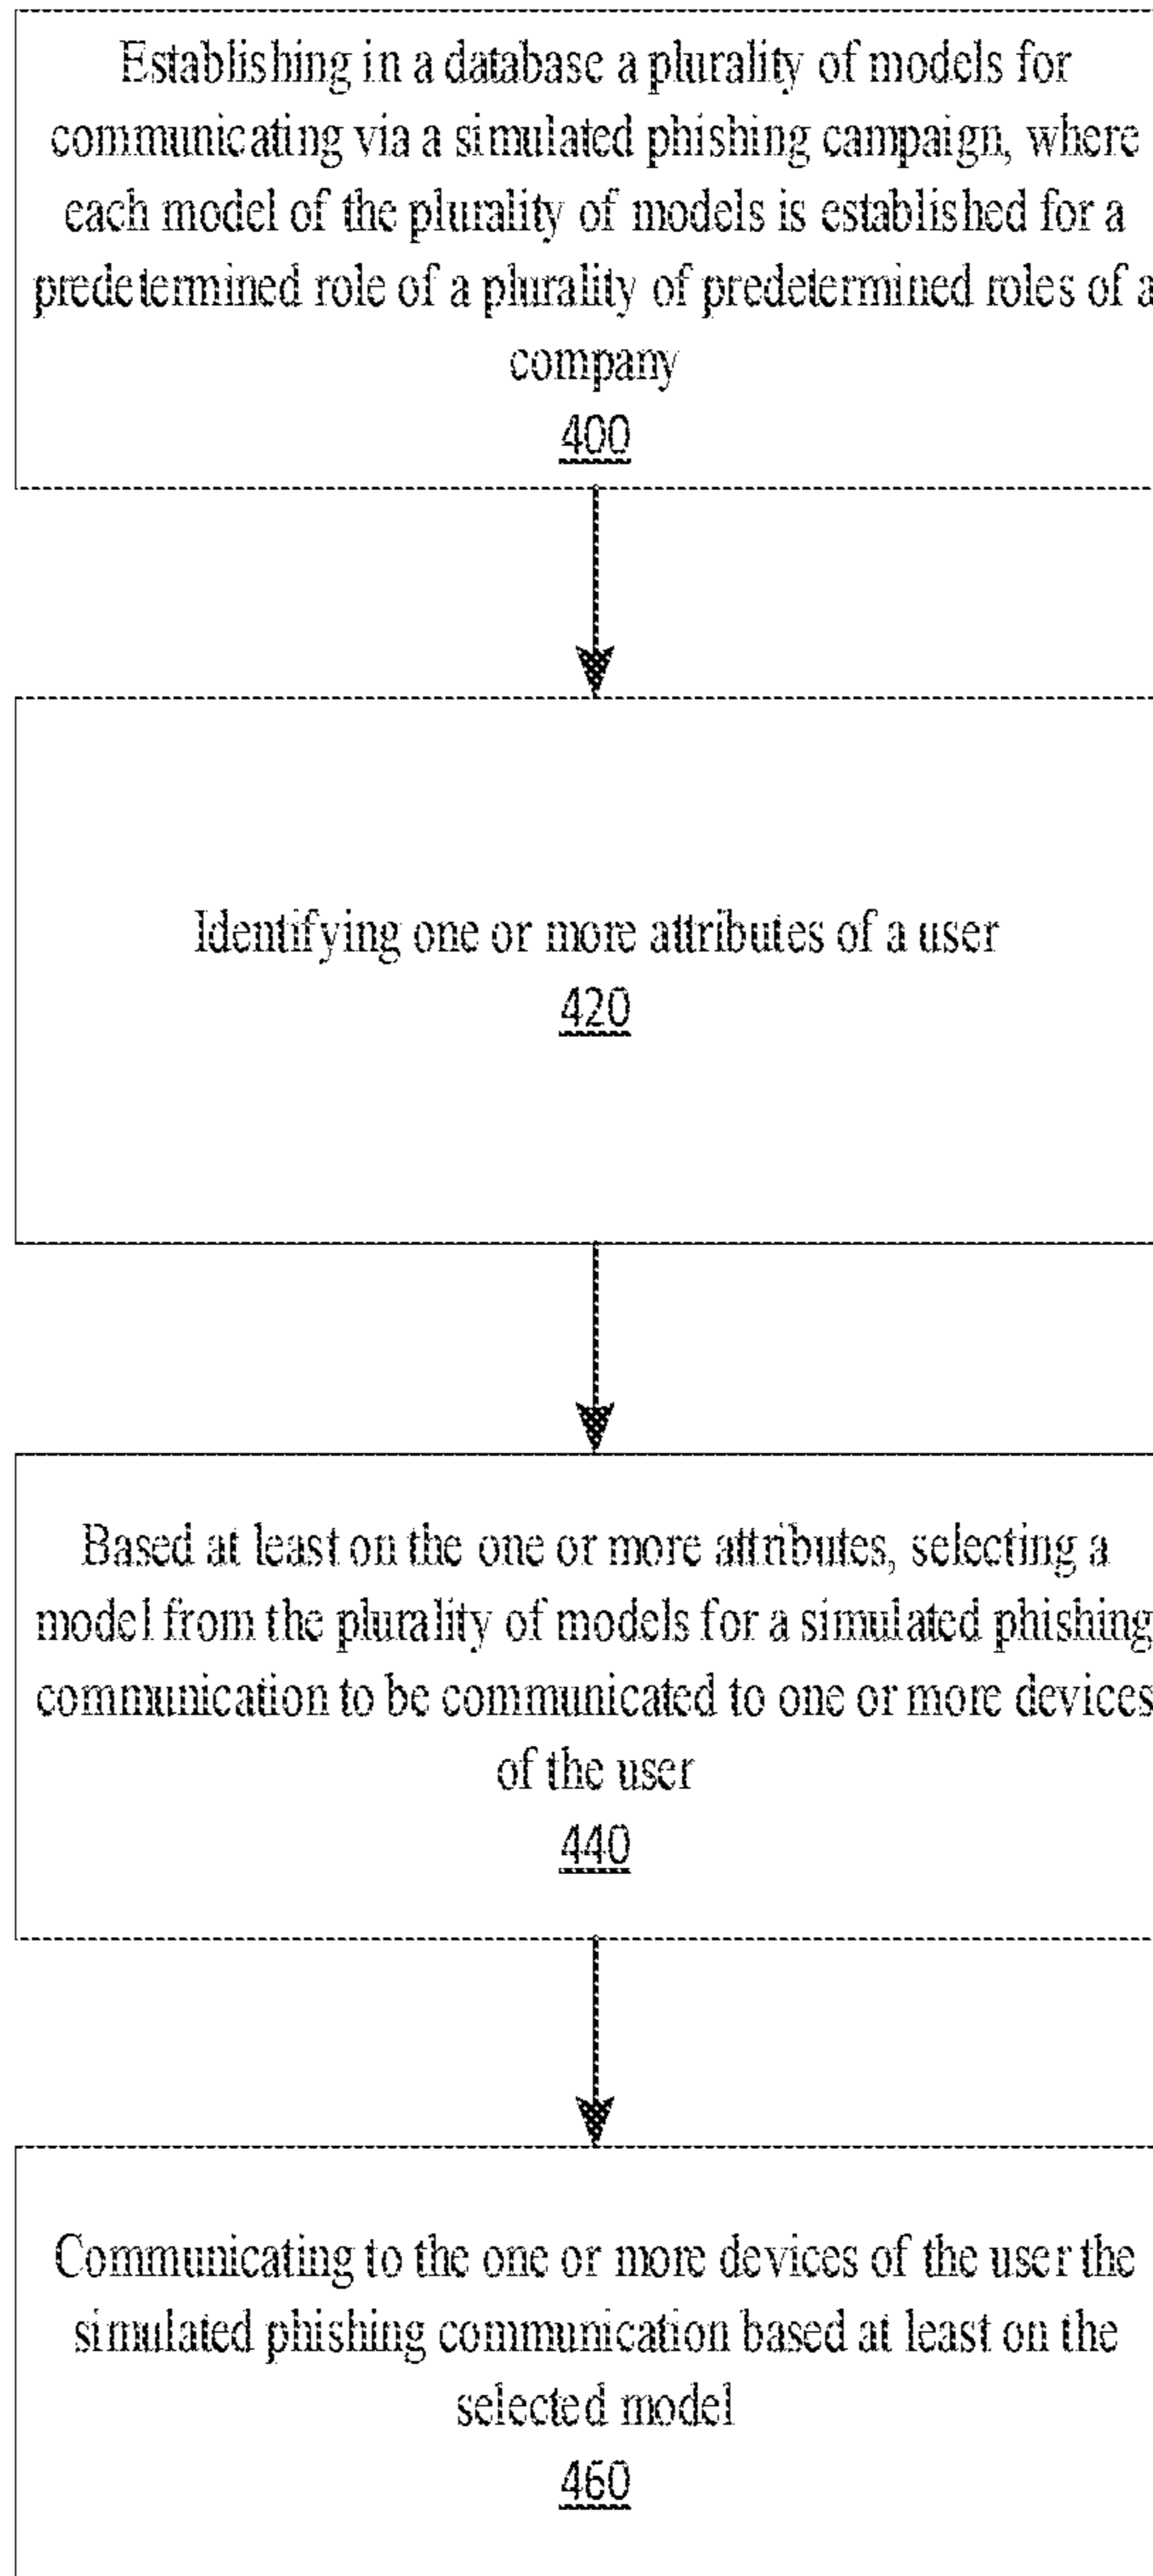 Establishing in a database a plurality of models for
communicating via a simulated phishing campaign, where
each model of the plurality of models is established for a
predetermined role of a plurality of predetermined roles of a
company
400
Identifying one or more attributes of a user
420
Based at least on the one or more attributes, selecting a
model from the plurality of models for a simulated phishing
communication to be communicated to one or more devices
of the user
440
Communicating to the one or more devices of the user the
simulated phishing communication based at least on the
selected model
460